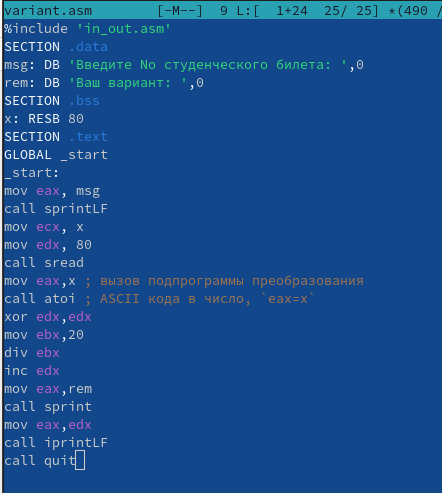 variant.asm [-M--] 9 L:[ 1+24 25/ 25] *(490 /
%include 'in_out.asm'
SECTION .data
msg: DB 'Введите No студенческого билета: ',0
rem: DB 'Ваш вариант: ',0
SECTION .bss
x: RESB 80
SECTION .text
GLOBAL _start
_start:
mov eax, msg
call sprintLF
mov ecx, x
mov edx, 80
call sread
mov eax,x ; вызов подпрограммы преобразования
call atoi ; ASCII кода в число, `eax=x`
xor edx,edx
mov ebx,20
div ebx
inc edx
mov eax,rem
call sprint
mov eax,edx
call iprintLF
call quit